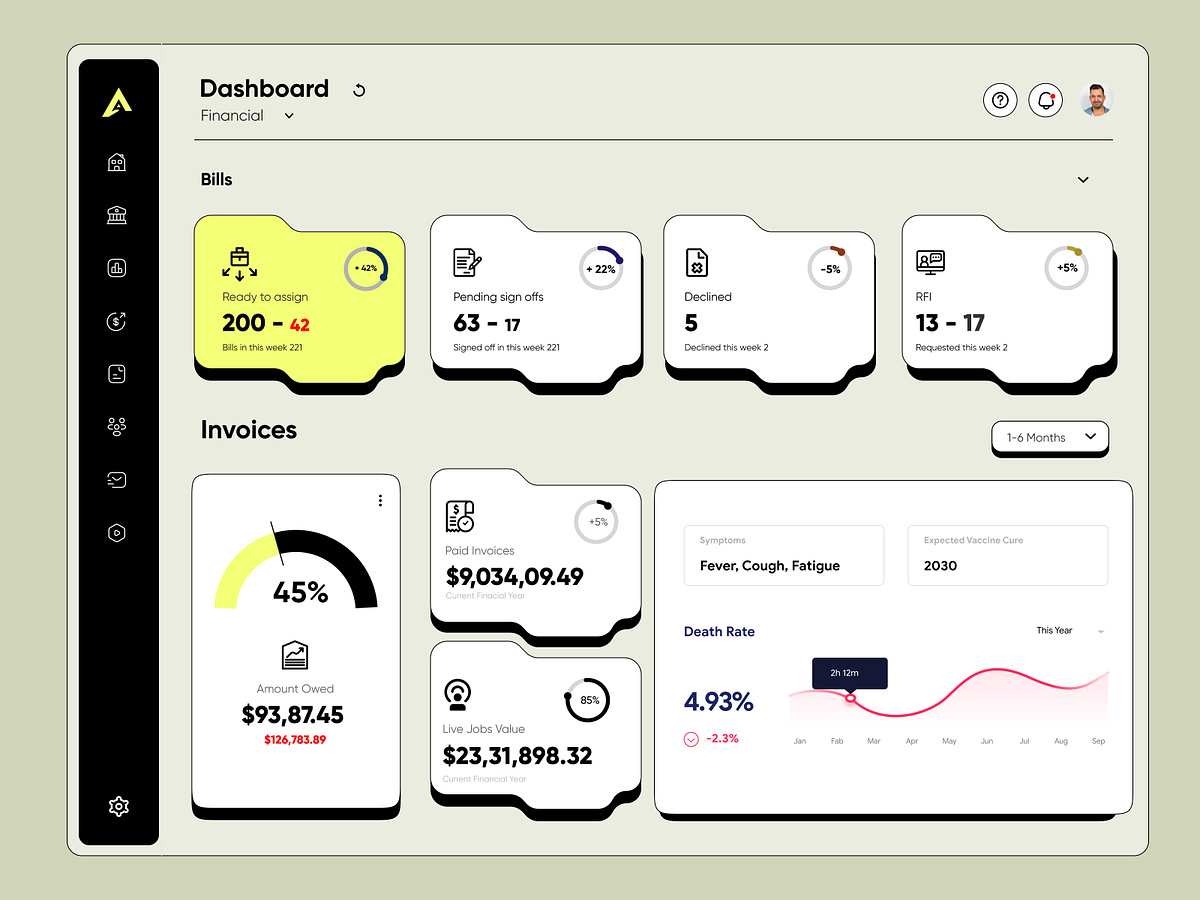 Dashboard
Financial
Bills
+ 42%
Ready to assign
200 - 42
Bills in this week 221
+ 22%
Pending sign offs
63 - 17
Signed off in this week 221
-5%
Declined
5
Declined this week 2
+5%
RFI
13 - 17
Requested this week 2
Invoices
1-6 Months
45%
Amount Owed
$93,87.45
$126,783.89
+5%
Paid Invoices
$9,034,09.49
Current Finacial Year
85%
Live Jobs Value
$23,31,898.32
Current Financial Year
Symptoms
Fever, Cough, Fatigue
Expected Vaccine Cure
2030
Death Rate
This Year
2h 12m
4.93%
-2.3%
Jan Fab Mar Apr May Jun Jul Aug Sep